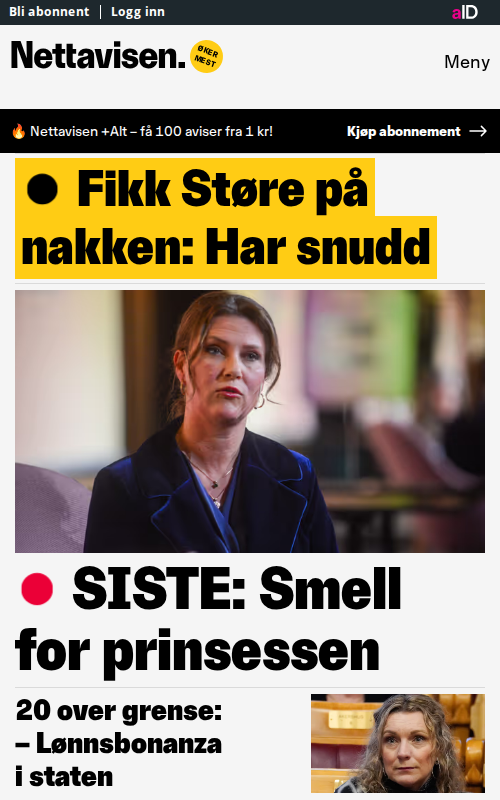 Bli abonnent | Logg inn
aID
Nettavisen.
ØKER
MEST
Meny
🔥 Nettavisen +Alt – få 100 aviser fra 1 kr!
Kjøp abonnement →
Fikk Støre på
nakken: Har snudd
SISTE: Smell
for prinsessen
20 over grense:
– Lønnsbonanza
i staten